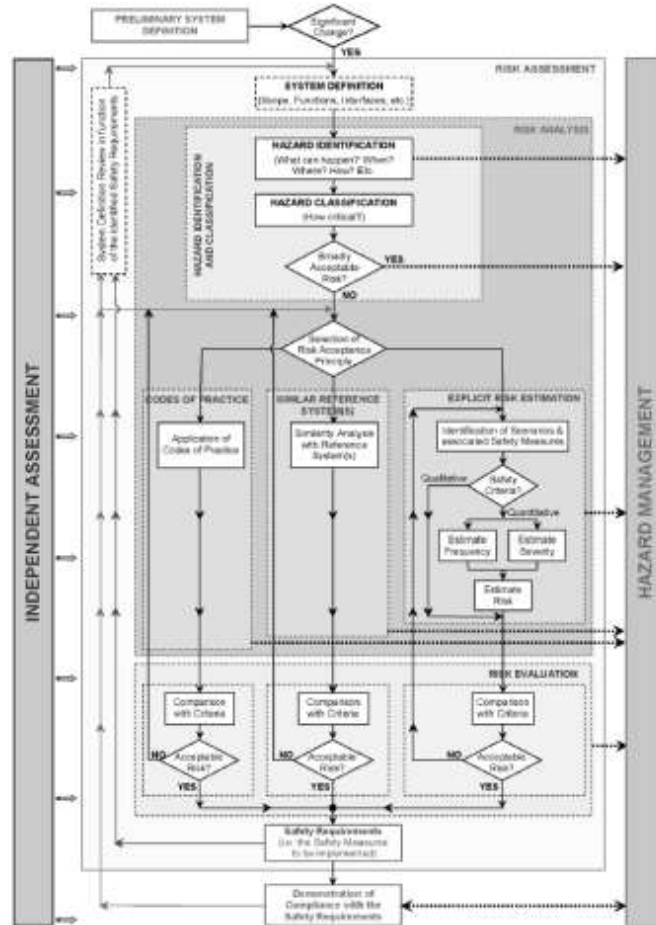 PRELIMINARY SYSTEM
DEFINITION
Significant
Change?
YES
RISK ASSESSMENT
SYSTEM DEFINITION
(Scope, Functions, Interfaces, etc.)
System Definition Review in function
of the identified Safety Requirements
RISK ANALYSIS
HAZARD IDENTIFICATION
AND CLASSIFICATION
HAZARD IDENTIFICATION
(What can happen? When?
Where? How? Etc.
HAZARD CLASSIFICATION
(How critical?)
Broadly
Acceptable
Risk?
YES
NO
Selection of
Risk Acceptance
Principle
CODES OF PRACTICE
SIMILAR REFERENCE
SYSTEM(S)
EXPLICIT RISK ESTIMATION
Application of
Codes of Practice
Similarity Analysis
with Reference
System(s)
Identification of Scenarios &
associated Safety Measures
Qualitative
Safety
Criteria?
Quantitative
Estimate
Frequency
Estimate
Severity
Estimate
Risk
INDEPENDENT ASSESSMENT
HAZARD MANAGEMENT
RISK EVALUATION
Comparison
with Criteria
Comparison
with Criteria
Comparison
with Criteria
NO
Acceptable
Risk?
YES
NO
Acceptable
Risk?
YES
NO
Acceptable
Risk?
YES
Safety Requirements
(i.e. the Safety Measures
to be implemented)
Demonstration of
Compliance with the
Safety Requirements